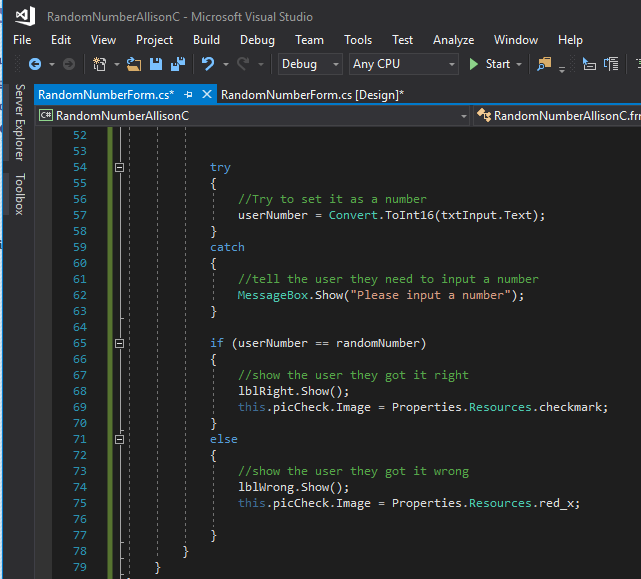 RandomNumberAllisonC - Microsoft Visual Studio
File Edit View Project Build Debug Team Tools Test Analyze Window Help
Debug Any CPU Start
Server Explorer
Toolbox
RandomNumberForm.cs* RandomNumberForm.cs [Design]*
C# RandomNumberAllisonC RandomNumberAllisonC.fr
52
53
54 try
55 {
56 //Try to set it as a number
57 userNumber = Convert.ToInt16(txtInput.Text);
58 }
59 catch
60 {
61 //tell the user they need to input a number
62 MessageBox.Show("Please input a number");
63 }
64
65 if (userNumber == randomNumber)
66 {
67 //show the user they got it right
68 lblRight.Show();
69 this.picCheck.Image = Properties.Resources.checkmark;
70 }
71 else
72 {
73 //show the user they got it wrong
74 lblWrong.Show();
75 this.picCheck.Image = Properties.Resources.red_x;
76
77 }
78 }
79 }